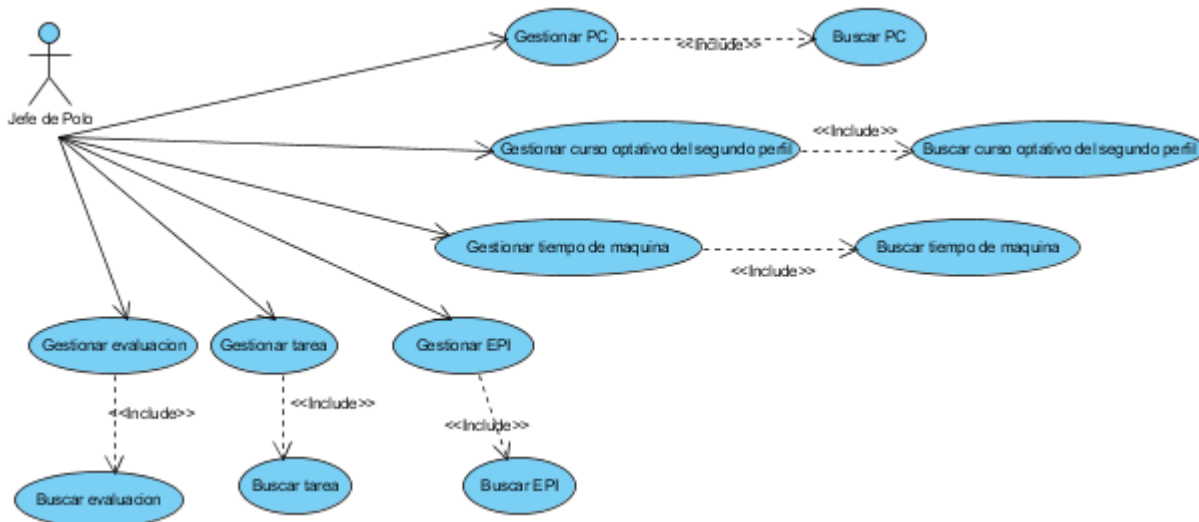 Jefe de Polo
Gestionar PC
<<Include>>
Buscar PC
Gestionar curso optativo del segundo perfil
<<Include>>
Buscar curso optativo del segundo perfil
Gestionar tiempo de maquina
<<Include>>
Buscar tiempo de maquina
Gestionar evaluacion
Gestionar tarea
Gestionar EPI
<<Include>>
<<Include>>
<<Include>>
Buscar evaluacion
Buscar tarea
Buscar EPI